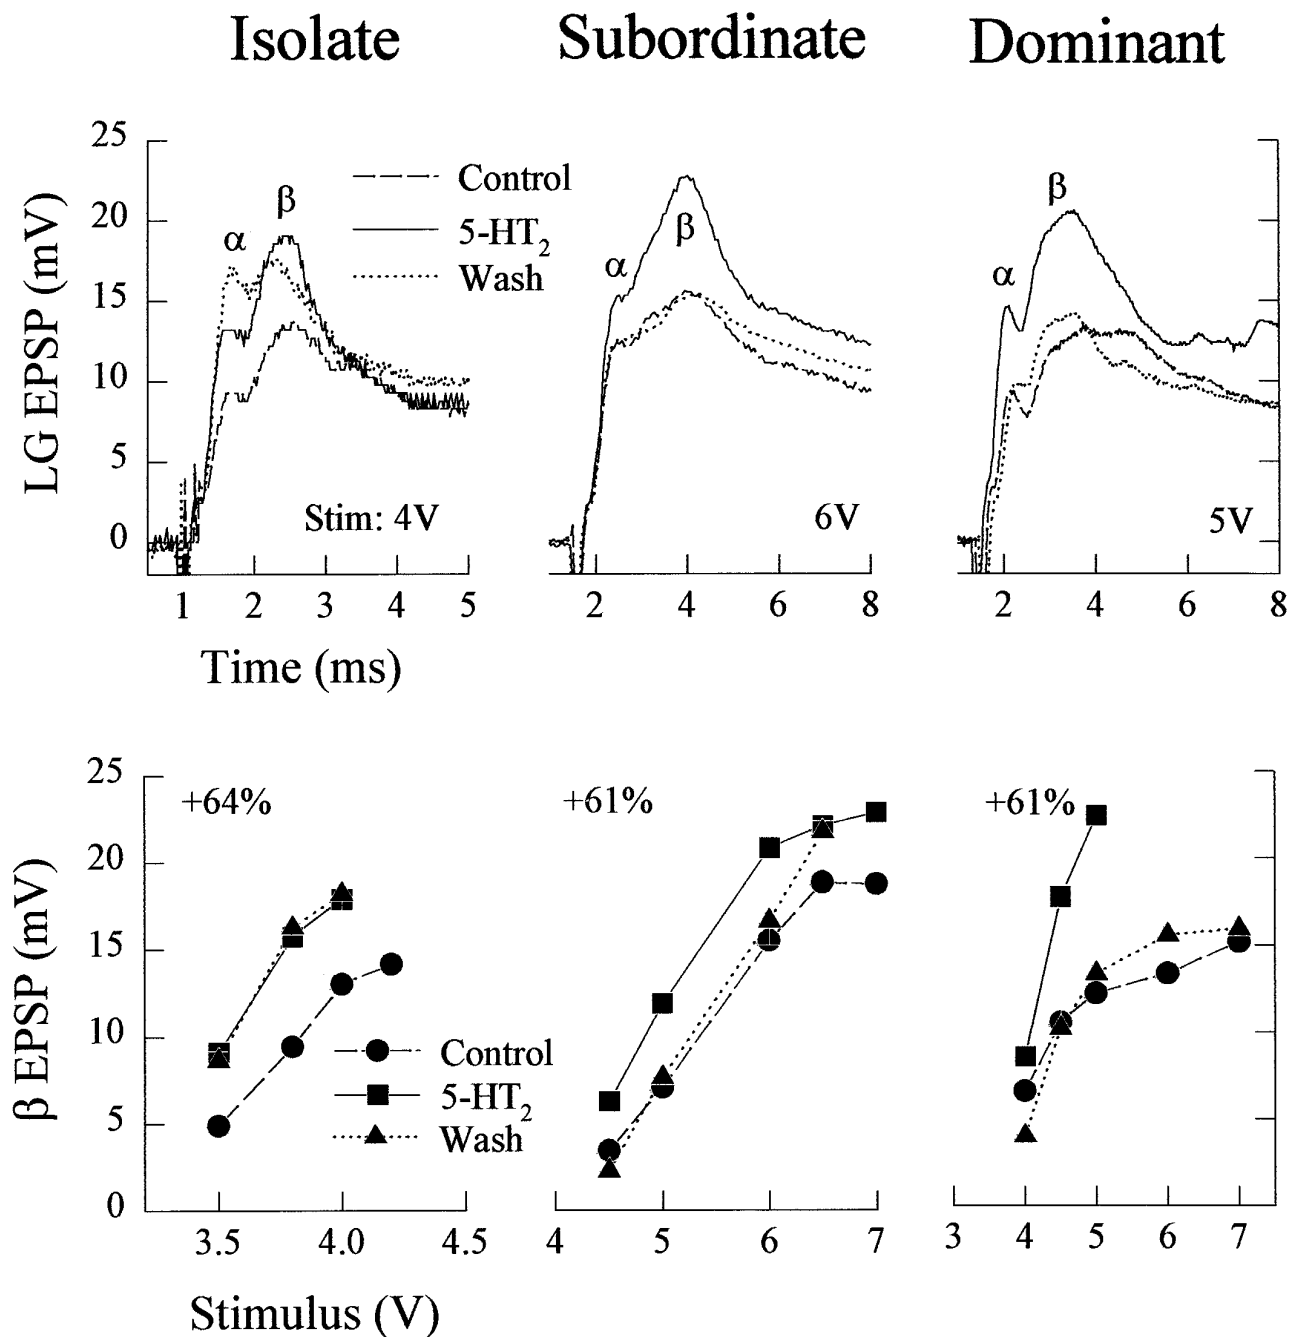 Isolate Subordinate Dominant
25
20
15
10
5
0
LG EPSP (mV)
Control
5-HT₂
Wash
α β
α β
α β
Stim: 4V
6V
5V
1 2 3 4 5
2 4 6 8
2 4 6 8
Time (ms)
25
20
15
10
5
0
β EPSP (mV)
+64%
+61%
+61%
Control
5-HT₂
Wash
3.5 4.0 4.5
4 5 6 7
3 4 5 6 7
Stimulus (V)